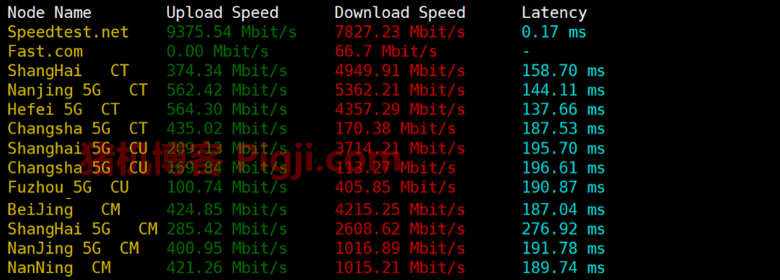 Node Name Upload Speed Download Speed Latency
Speedtest.net 9375.54 Mbit/s 7827.23 Mbit/s 0.17 ms
Fast.com 0.00 Mbit/s 66.7 Mbit/s -
ShangHai CT 374.34 Mbit/s 4949.91 Mbit/s 158.70 ms
Nanjing 5G CT 562.42 Mbit/s 5362.21 Mbit/s 144.11 ms
Hefei 5G CT 564.30 Mbit/s 4357.29 Mbit/s 137.66 ms
Changsha 5G CT 435.02 Mbit/s 170.38 Mbit/s 187.53 ms
Shanghai 5G CU 209.13 Mbit/s 3714.21 Mbit/s 195.70 ms
猪机博客 Pigji.com
Changsha 5G CU 169.84 Mbit/s 113.27 Mbit/s 196.61 ms
Fuzhou 5G CU 100.74 Mbit/s 405.85 Mbit/s 190.87 ms
BeiJing CM 424.85 Mbit/s 4215.25 Mbit/s 187.04 ms
ShangHai 5G CM 285.42 Mbit/s 2608.62 Mbit/s 276.92 ms
NanJing 5G CM 400.95 Mbit/s 1016.89 Mbit/s 191.78 ms
NanNing CM 421.26 Mbit/s 1015.21 Mbit/s 189.74 ms